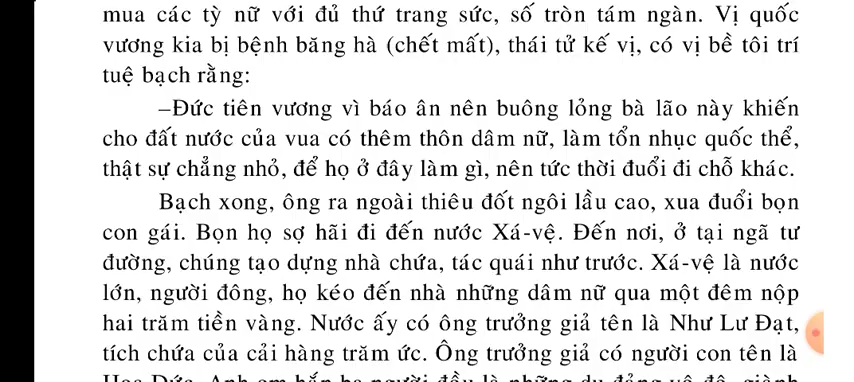 mua các tỳ nữ với đủ thứ trang sức, số tròn tám ngàn. Vị quốc
vương kia bị bệnh băng hà (chết mất), thái tử kế vị, có vị bề tôi trí
tuệ bạch rằng:
–Đức tiên vương vì báo ân nên buông lỏng bà lão này khiến
cho đất nước của vua có thêm thôn dâm nữ, làm tổn nhục quốc thể,
thật sự chẳng nhỏ, để họ ở đây làm gì, nên tức thời đuổi đi chỗ khác.
Bạch xong, ông ra ngoài thiêu đốt ngôi lầu cao, xua đuổi bọn
con gái. Bọn họ sợ hãi đi đến nước Xá-vệ. Đến nơi, ở tại ngã tư
đường, chúng tạo dựng nhà chứa, tác quái như trước. Xá-vệ là nước
lớn, người đông, họ kéo đến nhà những dâm nữ qua một đêm nộp
hai trăm tiền vàng. Nước ấy có ông trưởng giả tên là Như Lư Đạt,
tích chứa của cải hàng trăm ức. Ông trưởng giả có người con tên là